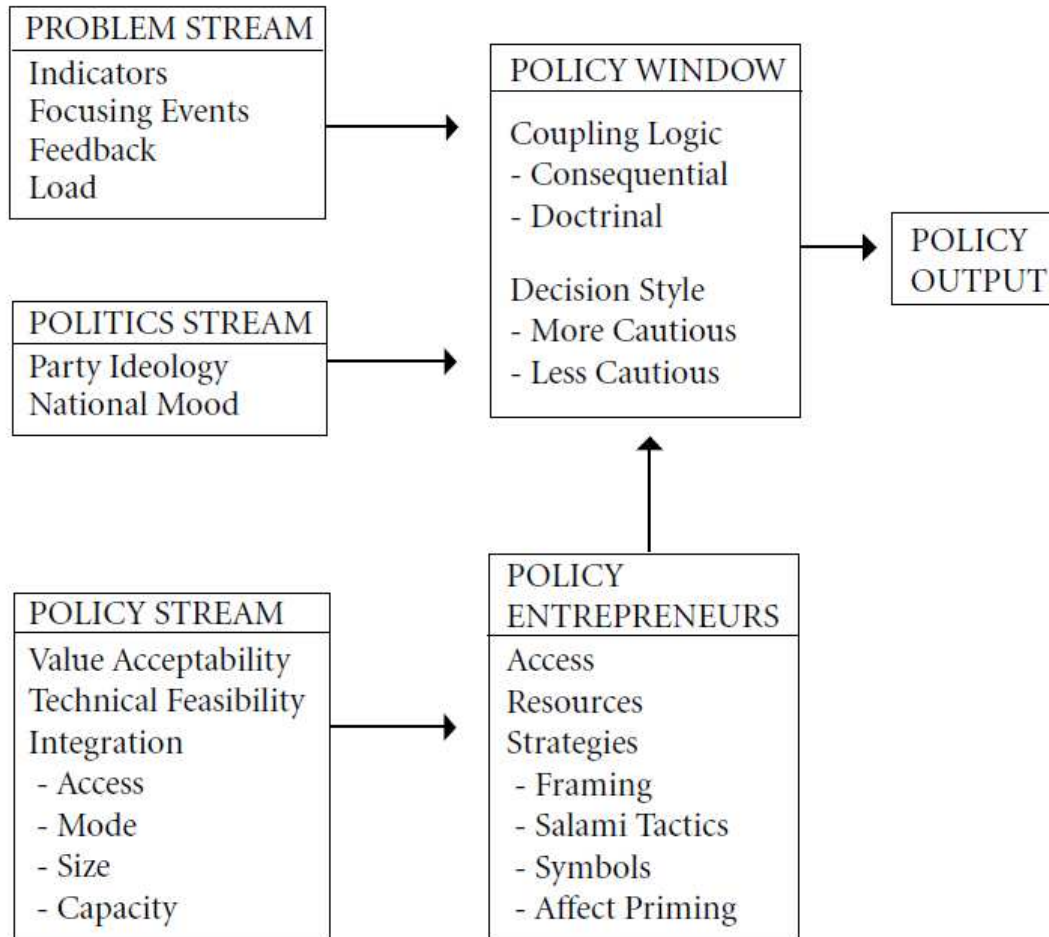 PROBLEM STREAM
Indicators
Focusing Events
Feedback
Load
POLITICS STREAM
Party Ideology
National Mood
POLICY STREAM
Value Acceptability
Technical Feasibility
Integration
- Access
- Mode
- Size
- Capacity
POLICY WINDOW
Coupling Logic
- Consequential
- Doctrinal
Decision Style
- More Cautious
- Less Cautious
POLICY
ENTREPRENEURS
Access
Resources
Strategies
- Framing
- Salami Tactics
- Symbols
- Affect Priming
POLICY
OUTPUT